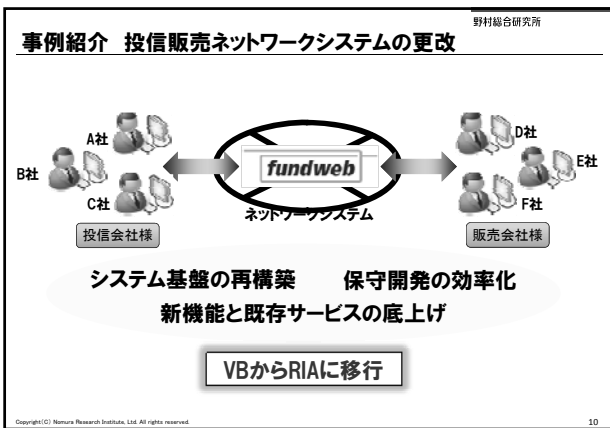 野村総合研究所
事例紹介 投信販売ネットワークシステムの更改
A社
B社
C社
投信会社様
fundweb
ネットワークシステム
D社
E社
F社
販売会社様
システム基盤の再構築 保守開発の効率化
新機能と既存サービスの底上げ
VBからRIAに移行
Copyright(C) Nomura Research Institute, Ltd. All rights reserved.
10